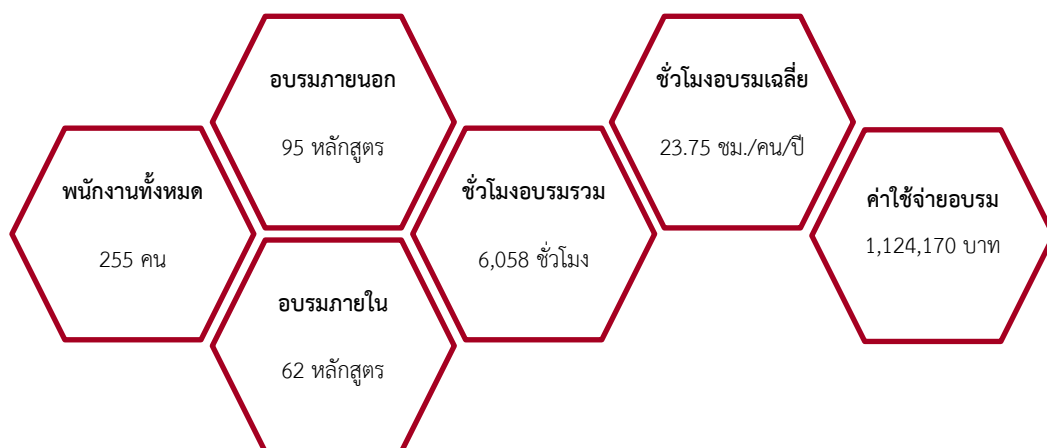 พนักงานทั้งหมด
255 คน
อบรมภายนอก
95 หลักสูตร
อบรมภายใน
62 หลักสูตร
ชั่วโมงอบรมรวม
6,058 ชั่วโมง
ชั่วโมงอบรมเฉลี่ย
23.75 ชม./คน/ปี
ค่าใช้จ่ายอบรม
1,124,170 บาท